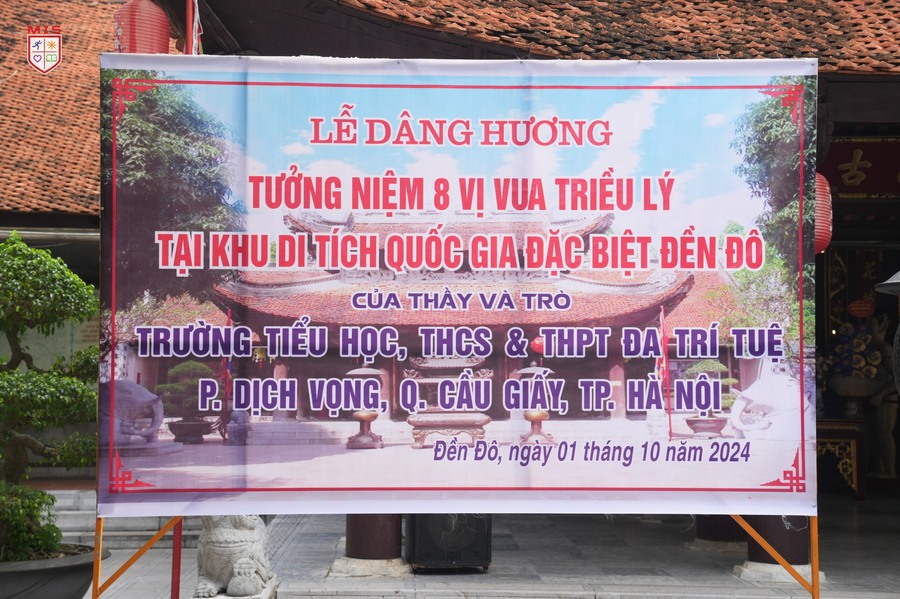 MIS
LỄ DÂNG HƯƠNG
TƯỞNG NIỆM 8 VỊ VUA TRIỀU LÝ
TẠI KHU DI TÍCH QUỐC GIA ĐẶC BIỆT ĐỀN ĐÔ
CỦA THẦY VÀ TRÒ
TRƯỜNG TIỂU HỌC, THCS & THPT ĐA TRÍ TUỆ
P. DỊCH VỌNG, Q. CẦU GIẤY, TP. HÀ NỘI
Đền Đô, ngày 01 tháng 10 năm 2024
古